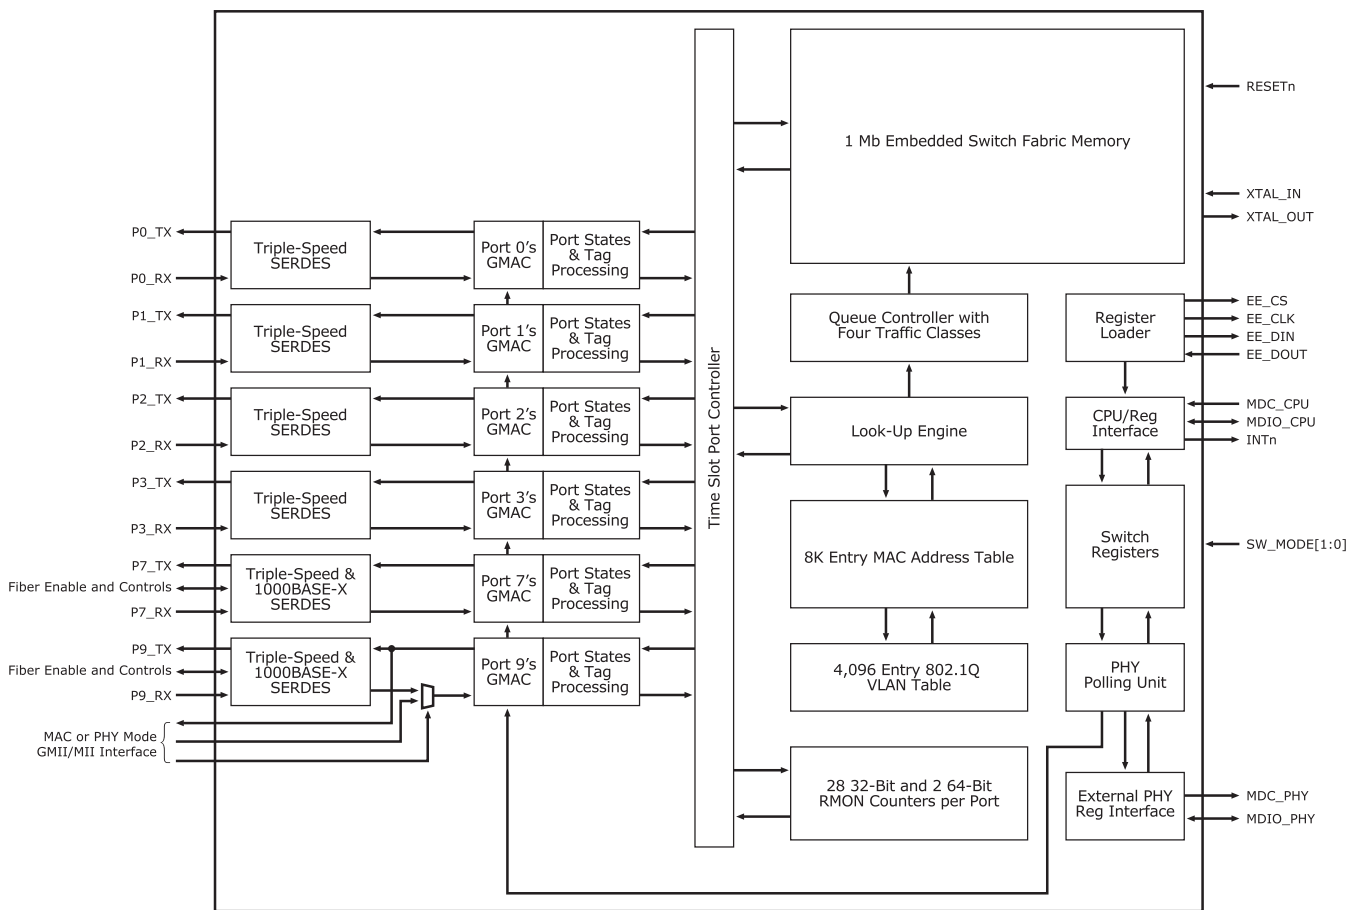 1 Mb Embedded Switch Fabric Memory
RESETn
XTAL_IN
XTAL_OUT
P0_TX
P0_RX
Triple-Speed
SERDES
Port 0's
GMAC
Port States
& Tag
Processing
P1_TX
P1_RX
Triple-Speed
SERDES
Port 1's
GMAC
Port States
& Tag
Processing
P2_TX
P2_RX
Triple-Speed
SERDES
Port 2's
GMAC
Port States
& Tag
Processing
P3_TX
P3_RX
Triple-Speed
SERDES
Port 3's
GMAC
Port States
& Tag
Processing
P7_TX
Fiber Enable and Controls
P7_RX
Triple-Speed &
1000BASE-X
SERDES
Port 7's
GMAC
Port States
& Tag
Processing
P9_TX
Fiber Enable and Controls
P9_RX
Triple-Speed &
1000BASE-X
SERDES
Port 9's
GMAC
Port States
& Tag
Processing
MAC or PHY Mode
GMII/MII Interface
Time Slot Port Controller
Queue Controller with
Four Traffic Classes
Look-Up Engine
8K Entry MAC Address Table
4,096 Entry 802.1Q
VLAN Table
28 32-Bit and 2 64-Bit
RMON Counters per Port
Register
Loader
EE_CS
EE_CLK
EE_DIN
EE_DOUT
CPU/Reg
Interface
MDC_CPU
MDIO_CPU
INTn
Switch
Registers
SW_MODE[1:0]
PHY
Polling Unit
External PHY
Reg Interface
MDC_PHY
MDIO_PHY